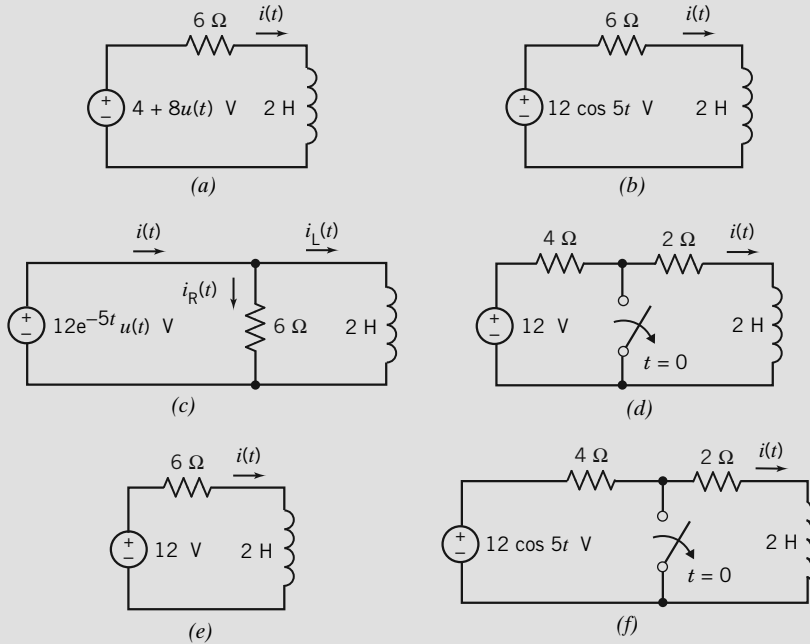 6 Ω
i(t)
+
−
4 + 8u(t) V
2 H
(a)
6 Ω
i(t)
+
−
12 cos 5t V
2 H
(b)
i(t)
i_L(t)
i_R(t)
+
−
12e^{−5t} u(t) V
6 Ω
2 H
(c)
4 Ω
2 Ω
i(t)
+
−
12 V
2 H
t = 0
(d)
6 Ω
i(t)
+
−
12 V
2 H
(e)
4 Ω
2 Ω
i(t)
+
−
12 cos 5t V
2 H
t = 0
(f)